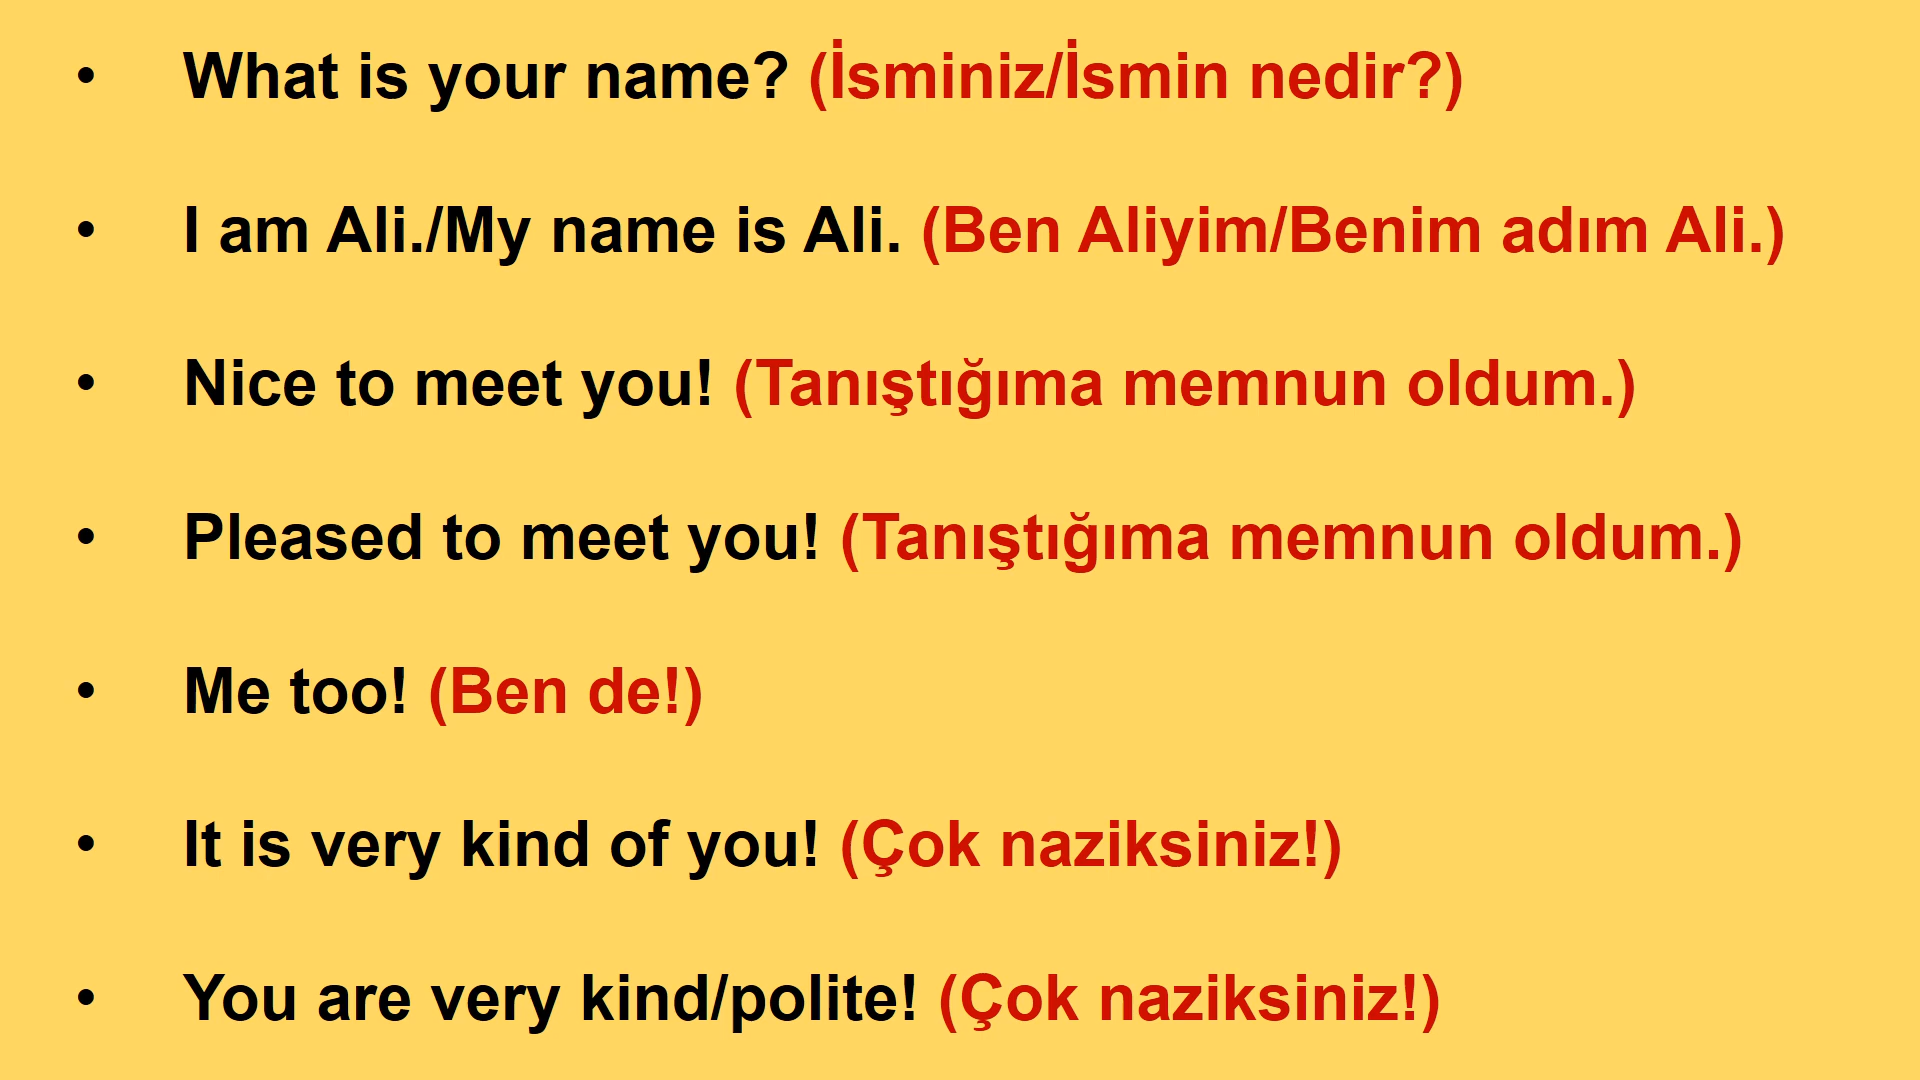 • What is your name? (İsminiz/İsmin nedir?)
• I am Ali./My name is Ali. (Ben Aliyim/Benim adım Ali.)
• Nice to meet you! (Tanıştığıma memnun oldum.)
• Pleased to meet you! (Tanıştığıma memnun oldum.)
• Me too! (Ben de!)
• It is very kind of you! (Çok naziksiniz!)
• You are very kind/polite! (Çok naziksiniz!)